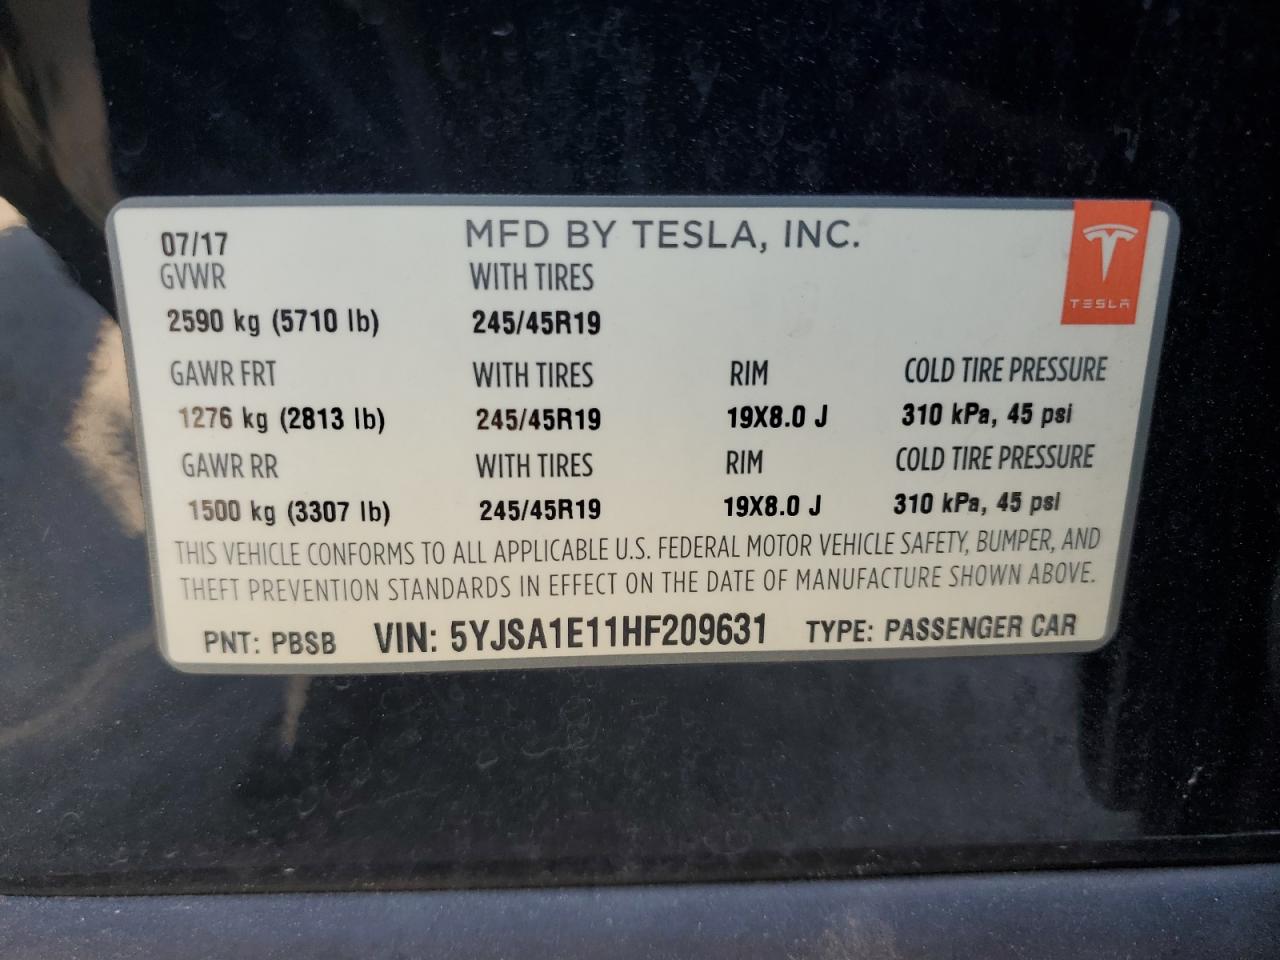 07/17 MFD BY TESLA, INC.
GVWR WITH TIRES
2590 kg (5710 lb) 245/45R19
TESLA
GAWR FRT WITH TIRES RIM COLD TIRE PRESSURE
1276 kg (2813 lb) 245/45R19 19X8.0 J 310 kPa, 45 psi
GAWR RR WITH TIRES RIM COLD TIRE PRESSURE
1500 kg (3307 lb) 245/45R19 19X8.0 J 310 kPa, 45 psi
THIS VEHICLE CONFORMS TO ALL APPLICABLE U.S. FEDERAL MOTOR VEHICLE SAFETY, BUMPER, AND
THEFT PREVENTION STANDARDS IN EFFECT ON THE DATE OF MANUFACTURE SHOWN ABOVE.
PNT: PBSB VIN: 5YJSA1E11HF209631 TYPE: PASSENGER CAR